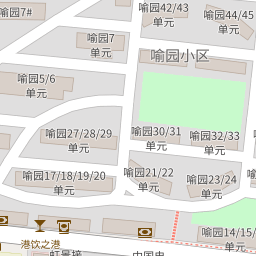 喻园7#
喻园42/43
单元
喻园44/45
单元
喻园7
单元
喻园小区
喻园5/6
单元
喻园27/28/29
单元
喻园30/31
单元
喻园32/33
单元
喻园17/18/19/20
单元
喻园21/22
单元
喻园23/24
单元
喻园14/15/
单元
港饮之港